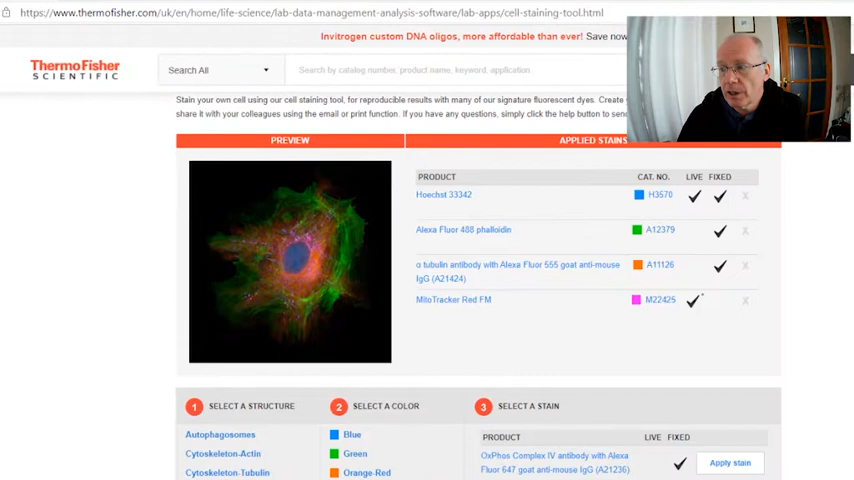 https://www.thermofisher.com/uk/en/home/life-science/lab-data-management-analysis-software/lab-apps/cell-staining-tool.html
Invitrogen custom DNA oligos, more affordable than ever! Save now
ThermoFisher
SCIENTIFIC
Search All
Search by catalog number, product name, keyword, application
Stain your own cell using our cell staining tool, for reproducible results with many of our signature fluorescent dyes. Create
share it with your colleagues using the email or print function. If you have any questions, simply click the help button to send
PREVIEW
APPLIED STAINS
PRODUCT CAT. NO. LIVE FIXED
Hoechst 33342 H3570 X
Alexa Fluor 488 phalloidin A12379 X
α tubulin antibody with Alexa Fluor 555 goat anti-mouse A11126 X
IgG (A21424)
MitoTracker Red FM M22425 * X
1 SELECT A STRUCTURE 2 SELECT A COLOR 3 SELECT A STAIN
Autophagosomes
Cytoskeleton-Actin
Cytoskeleton-Tubulin
Blue
Green
Orange-Red
PRODUCT LIVE FIXED
OxPhos Complex IV antibody with Alexa
Fluor 647 goat anti-mouse IgG (A21236)
Apply stain